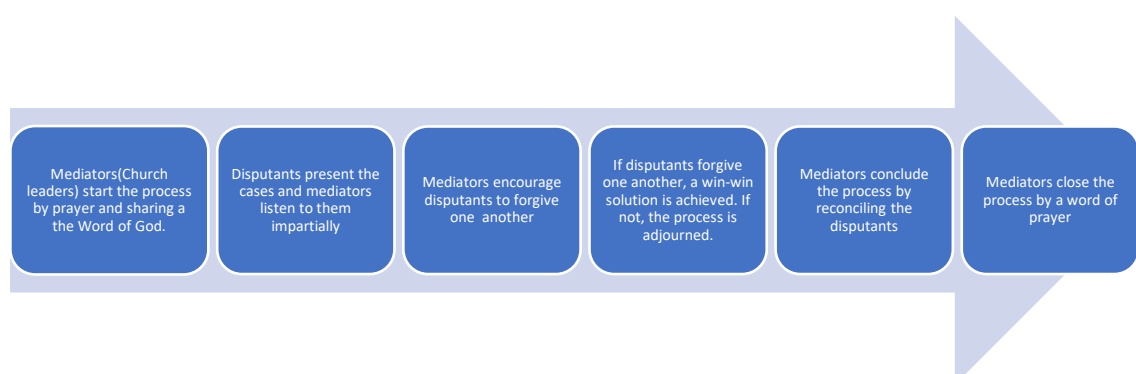 Mediators(Church
leaders) start the process
by prayer and sharing a
the Word of God.
Disputants present the
cases and mediators
listen to them
impartially
Mediators encourage
disputants to forgive
one another
If disputants forgive
one another, a win-win
solution is achieved. If
not, the process is
adjourned.
Mediators conclude
the process by
reconciling the
disputants
Mediators close the
process by a word of
prayer